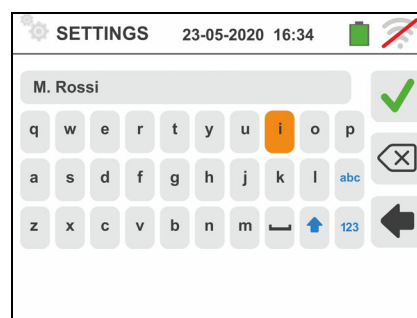 SETTINGS 23-05-2020 16:34
M. Rossi
q w e r t y u i o p
a s d f g h j k l abc
z x c v b n m 123